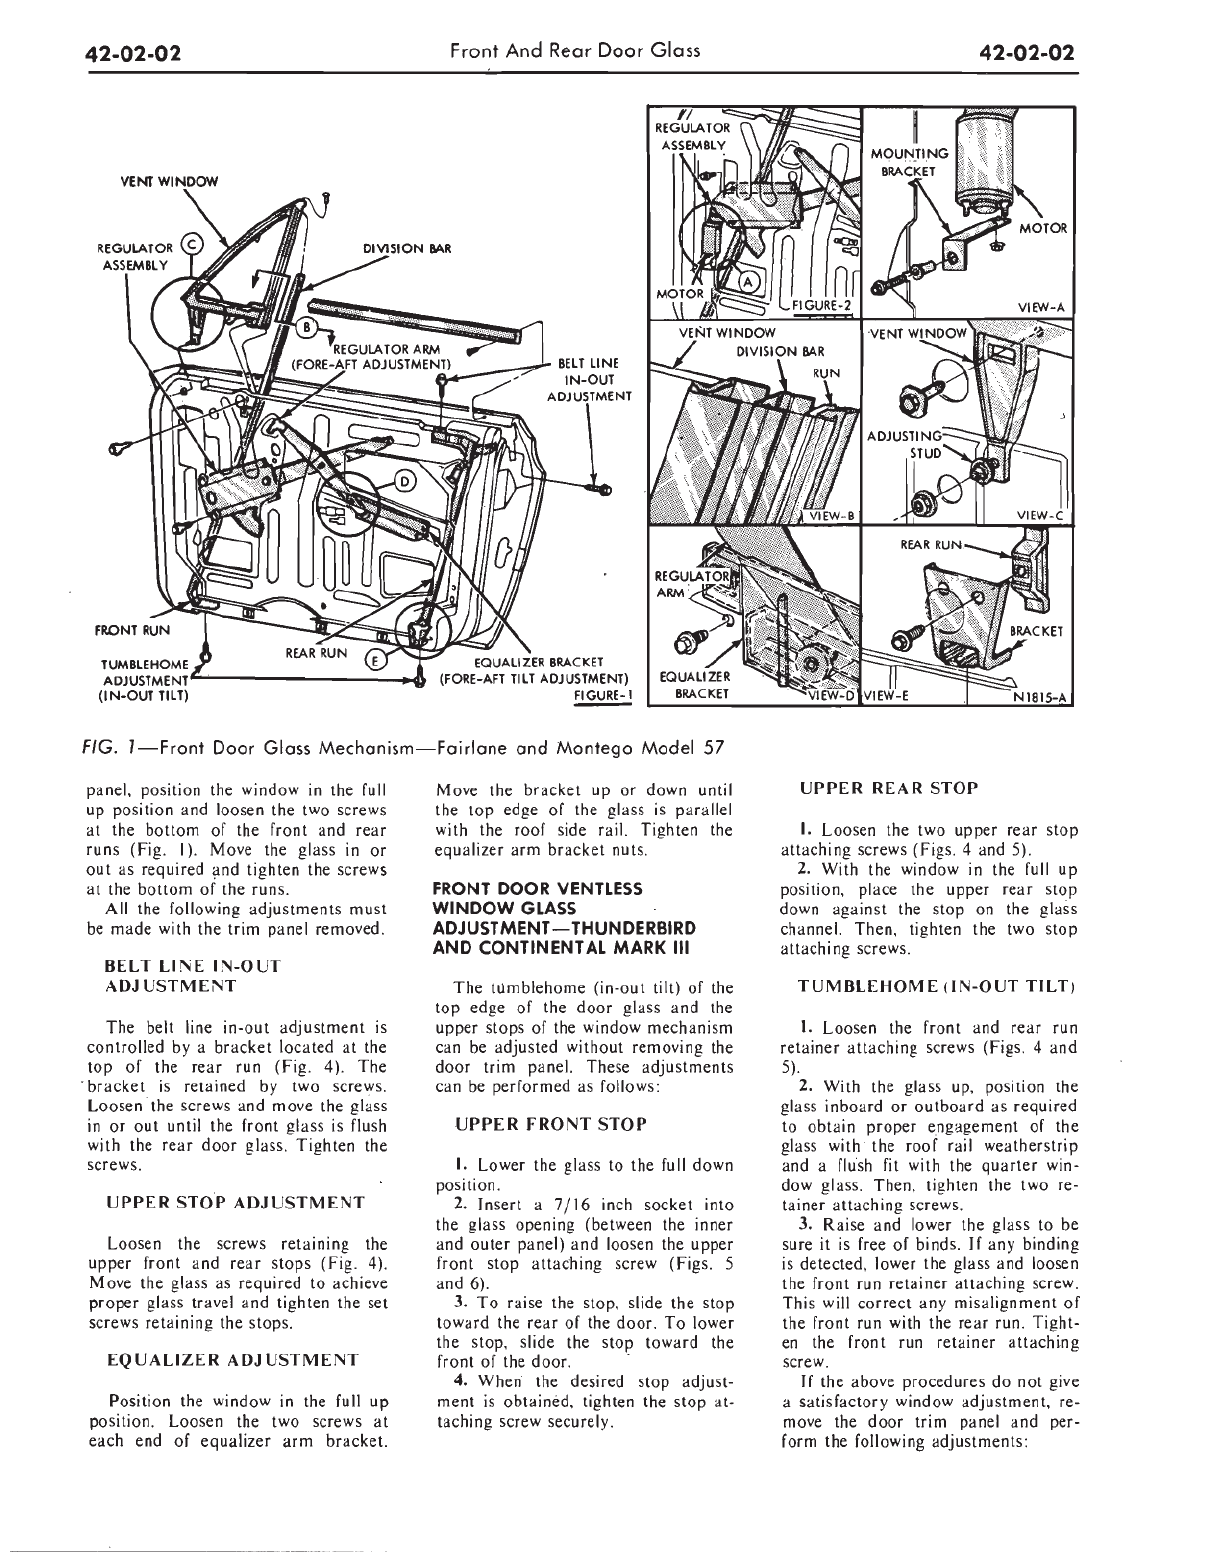 42-02-02
Front And Rear Door Glass
42-02-02
VENT WINDOW
REGULATOR
ASSEMBLY
C
DIVISION BAR
B
REGULATOR ARM
(FORE-AFT ADJUSTMENT)
BELT LINE
IN-OUT
ADJUSTMENT
D
FRONT RUN
TUMBLEHOME
ADJUSTMENT
(IN-OUT TILT)
REAR RUN
E
EQUALIZER BRACKET
(FORE-AFT TILT ADJUSTMENT)
FIGURE-1
REGULATOR
ASSEMBLY
MOTOR
A
FIGURE-2
MOUNTING
BRACKET
MOTOR
VIEW-A
VENT WINDOW
DIVISION BAR
RUN
VIEW-B
VENT WINDOW
ADJUSTING
STUD
VIEW-C
REGULATOR
ARM
EQUALIZER
BRACKET
VIEW-D
REAR RUN
BRACKET
VIEW-E
N1815-A
FIG. 1—Front Door Glass Mechanism—Fairlane and Montego Model 57
panel, position the window in the full
up position and loosen the two screws
at the bottom of the front and rear
runs (Fig. 1). Move the glass in or
out as required and tighten the screws
at the bottom of the runs.
All the following adjustments must
be made with the trim panel removed.
BELT LINE IN-OUT
ADJUSTMENT
The belt line in-out adjustment is
controlled by a bracket located at the
top of the rear run (Fig. 4). The
bracket is retained by two screws.
Loosen the screws and move the glass
in or out until the front glass is flush
with the rear door glass. Tighten the
screws.
UPPER STOP ADJUSTMENT
Loosen the screws retaining the
upper front and rear stops (Fig. 4).
Move the glass as required to achieve
proper glass travel and tighten the set
screws retaining the stops.
EQUALIZER ADJUSTMENT
Position the window in the full up
position. Loosen the two screws at
each end of equalizer arm bracket.
Move the bracket up or down until
the top edge of the glass is parallel
with the roof side rail. Tighten the
equalizer arm bracket nuts.
FRONT DOOR VENTLESS
WINDOW GLASS
ADJUSTMENT—THUNDERBIRD
AND CONTINENTAL MARK III
The tumblehome (in-out tilt) of the
top edge of the door glass and the
upper stops of the window mechanism
can be adjusted without removing the
door trim panel. These adjustments
can be performed as follows:
UPPER FRONT STOP
1. Lower the glass to the full down
position.
2. Insert a 7/16 inch socket into
the glass opening (between the inner
and outer panel) and loosen the upper
front stop attaching screw (Figs. 5
and 6).
3. To raise the stop, slide the stop
toward the rear of the door. To lower
the stop, slide the stop toward the
front of the door.
4. When the desired stop adjust-
ment is obtained, tighten the stop at-
taching screw securely.
UPPER REAR STOP
1. Loosen the two upper rear stop
attaching screws (Figs. 4 and 5).
2. With the window in the full up
position, place the upper rear stop
down against the stop on the glass
channel. Then, tighten the two stop
attaching screws.
TUMBLEHOME (IN-OUT TILT)
1. Loosen the front and rear run
retainer attaching screws (Figs. 4 and
5).
2. With the glass up, position the
glass inboard or outboard as required
to obtain proper engagement of the
glass with the roof rail weatherstrip
and a flush fit with the quarter win-
dow glass. Then, tighten the two re-
tainer attaching screws.
3. Raise and lower the glass to be
sure it is free of binds. If any binding
is detected, lower the glass and loosen
the front run retainer attaching screw.
This will correct any misalignment of
the front run with the rear run. Tight-
en the front run retainer attaching
screw.
If the above procedures do not give
a satisfactory window adjustment, re-
move the door trim panel and per-
form the following adjustments: